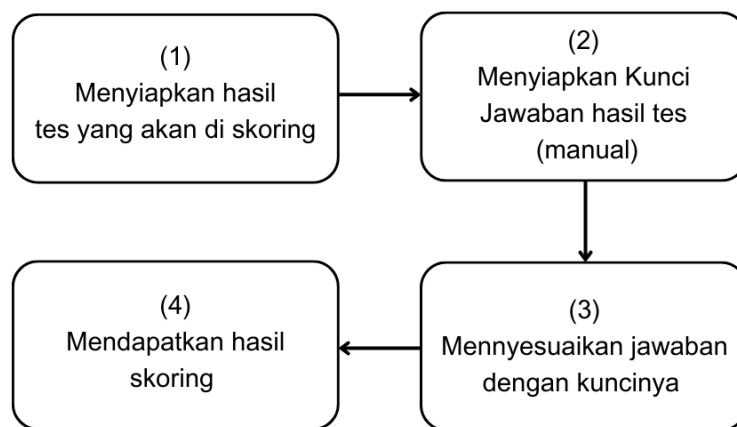 (1)
Menyiapkan hasil
tes yang akan di skoring
(2)
Menyiapkan Kunci
Jawaban hasil tes
(manual)
(3)
Mennyesuaikan jawaban
dengan kuncinya
(4)
Mendapatkan hasil
skoring